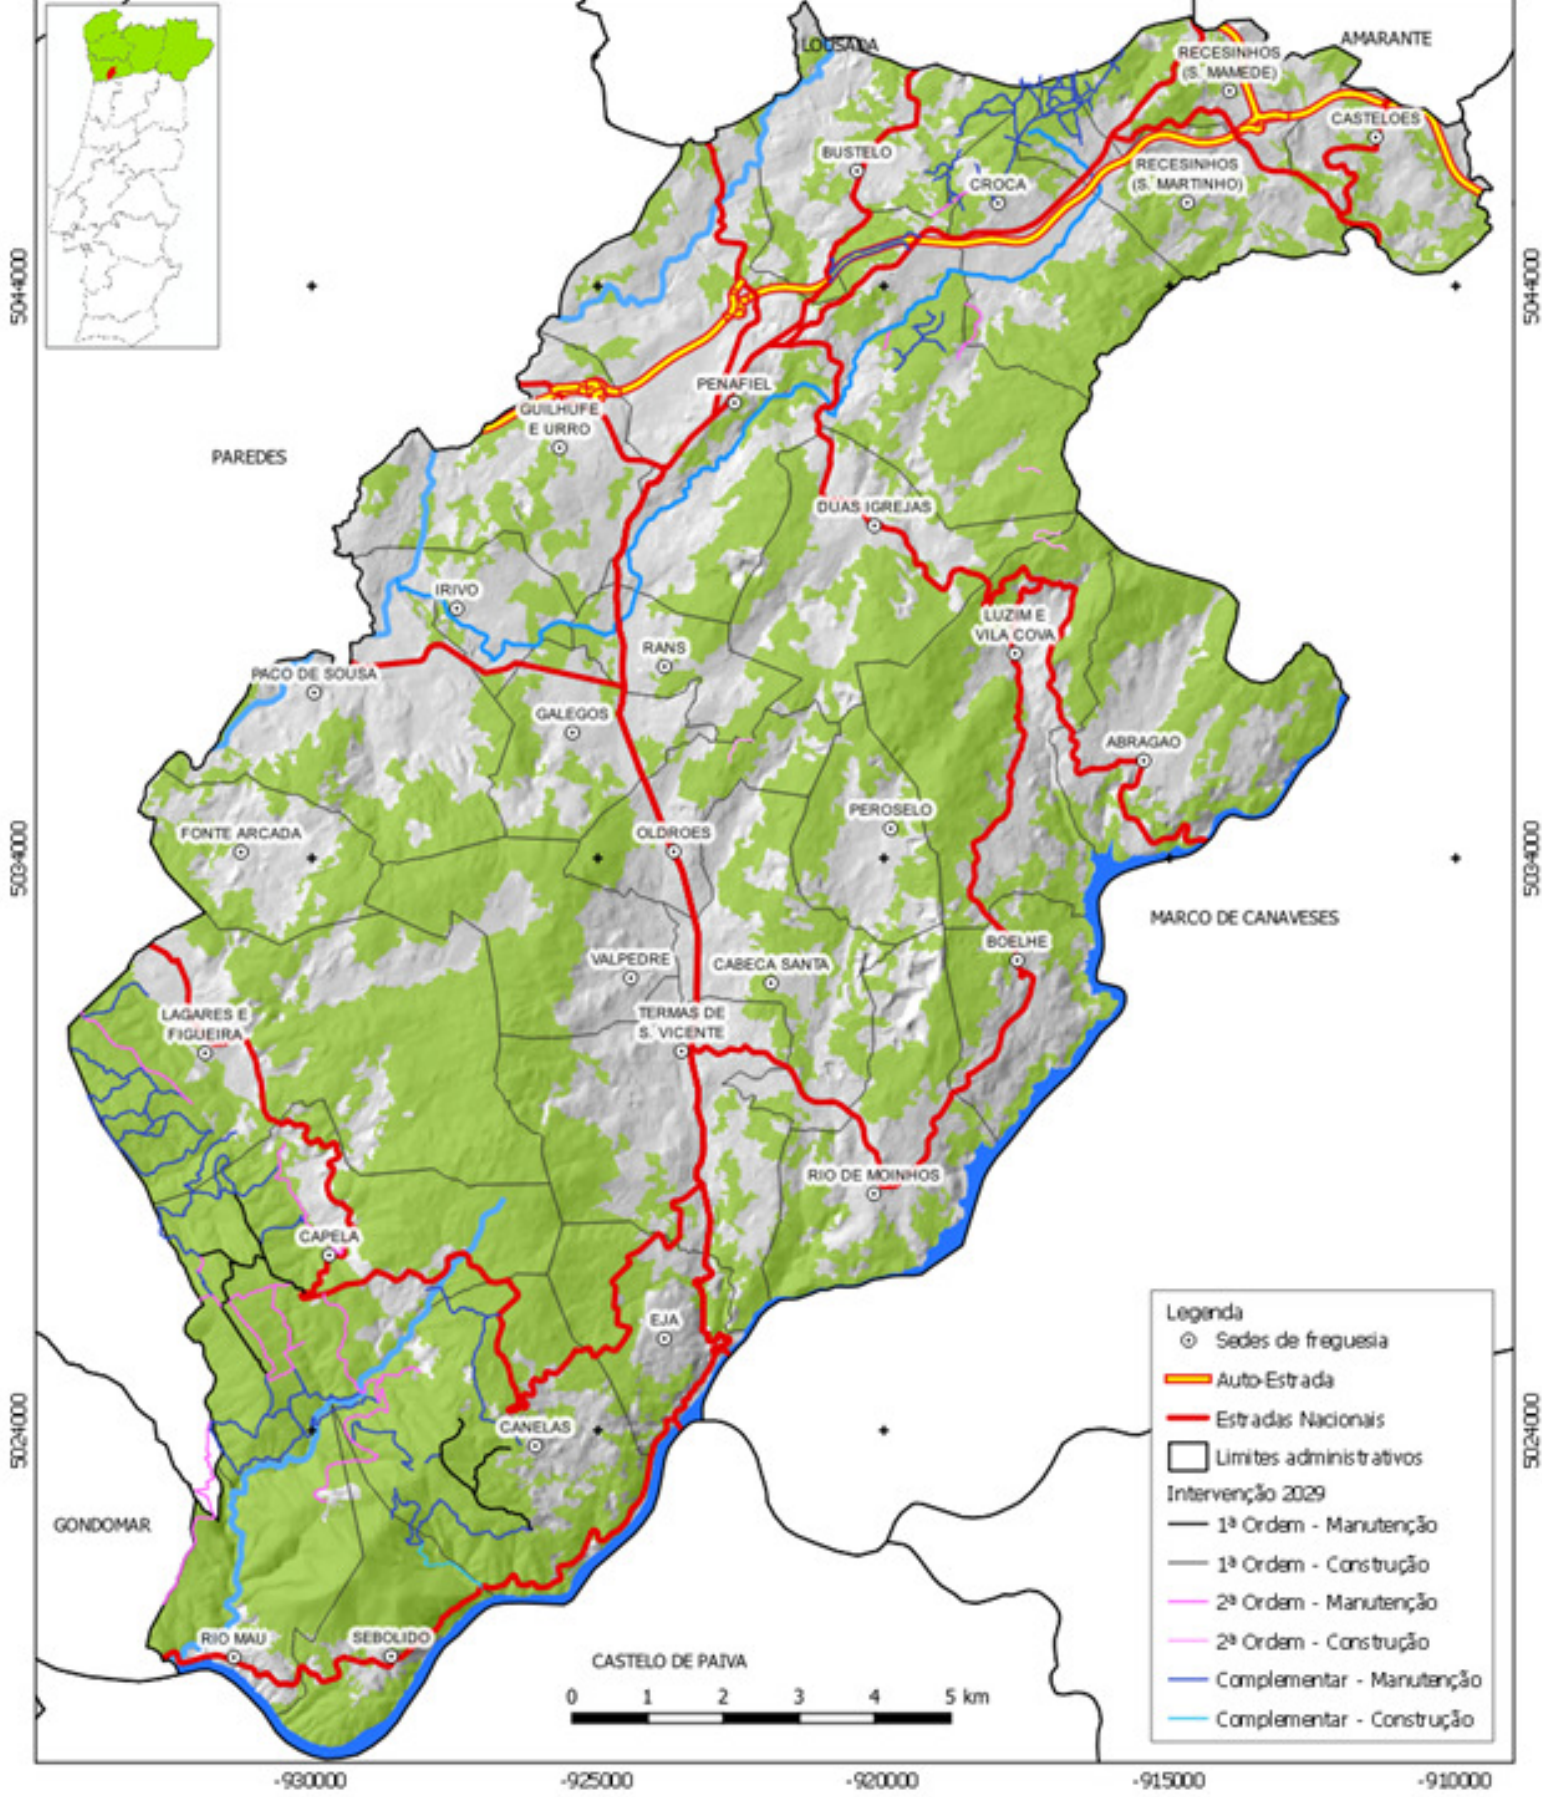 LOUSADA
AMARANTE
RECESINHOS
(S. MAMEDE)
CASTELOES
BUSTELO
CROCA
RECESINHOS
(S. MARTINHO)
5044000
5044000
PENAFIEL
GUILHUFE
E URRO
PAREDES
DUAS IGREJAS
IRIVO
LUZIM E
VILA COVA
RANS
PACO DE SOUSA
GALEGOS
ABRAGAO
PEROSELO
FONTE ARCADA
OLDROES
5034000
5034000
MARCO DE CANAVESES
BOELHE
VALPEDRE
CABECA SANTA
LAGARES E
FIGUEIRA
TERMAS DE
S. VICENTE
RIO DE MOINHOS
CAPELA
EJA
CANELAS
5024000
5024000
GONDOMAR
RIO MAU
SEBOLIDO
CASTELO DE PAIVA
0 1 2 3 4 5 km
Legenda
Sedes de freguesia
Auto-Estrada
Estradas Nacionais
Limites administrativos
Intervenção 2029
1ª Ordem - Manutenção
1ª Ordem - Construção
2ª Ordem - Manutenção
2ª Ordem - Construção
Complementar - Manutenção
Complementar - Construção
-930000 -925000 -920000 -915000 -910000